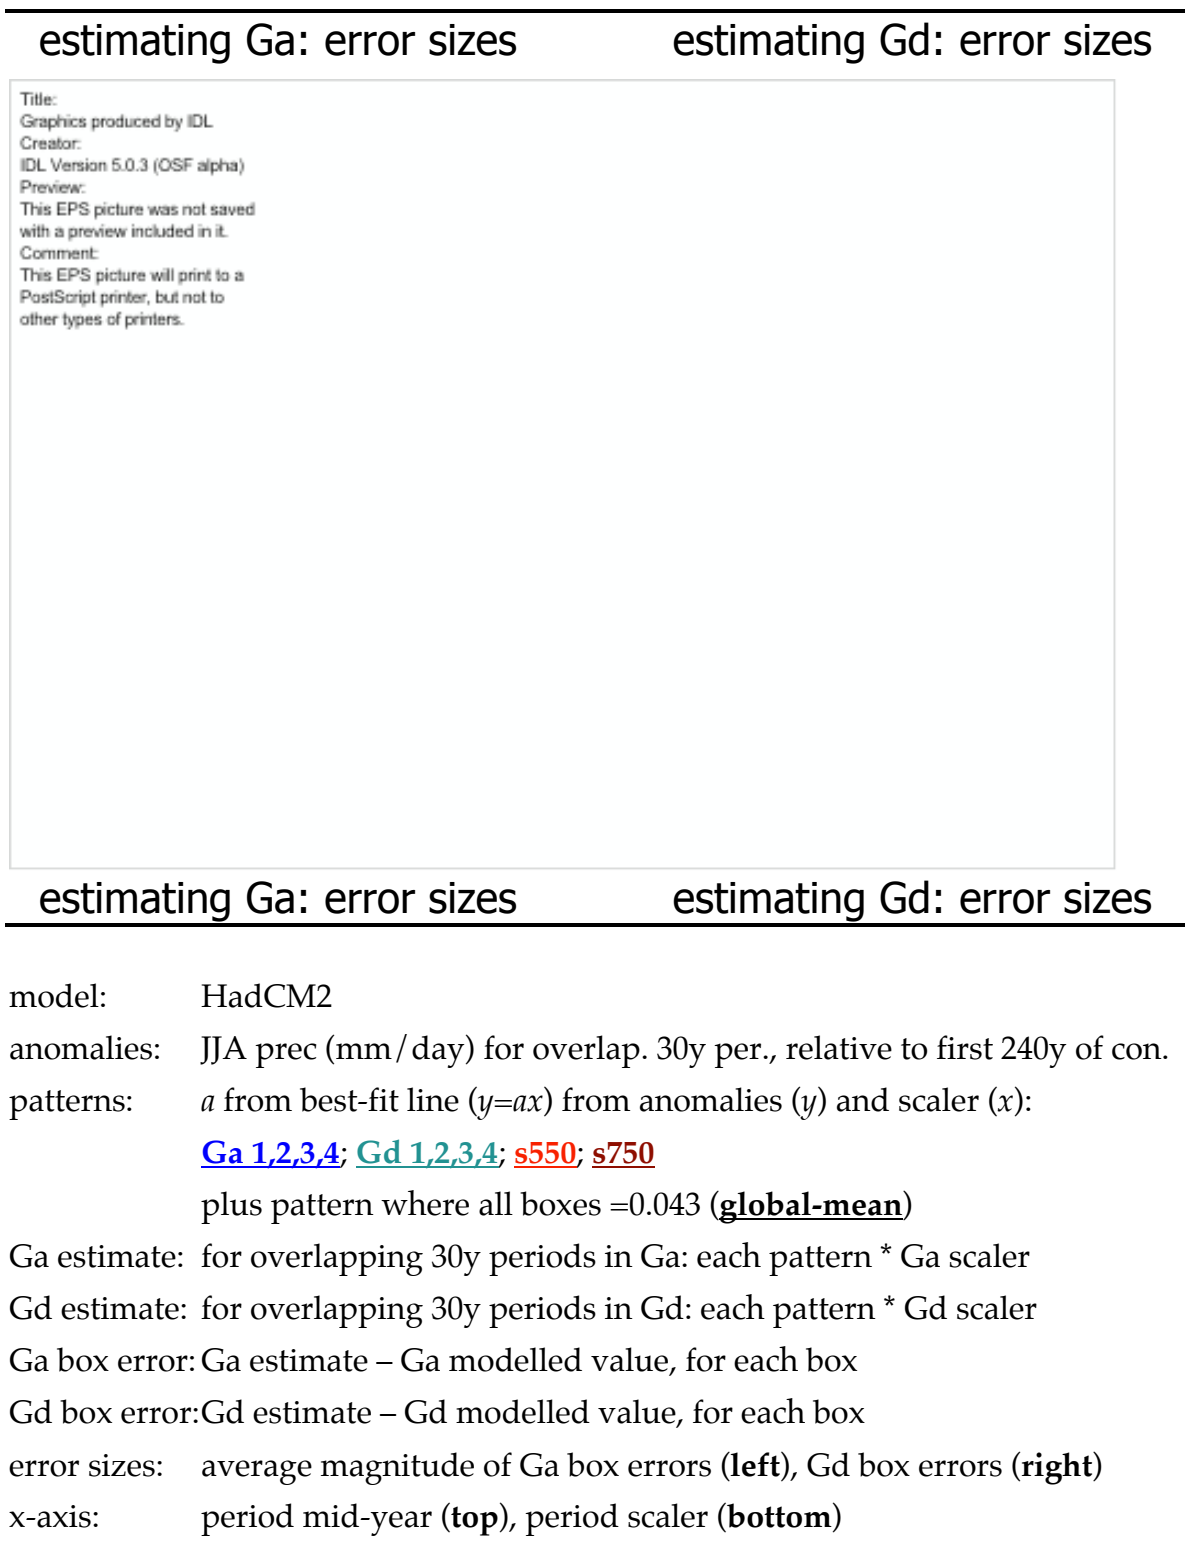 estimating Ga: error sizes estimating Gd: error sizes
Title:
Graphics produced by IDL
Creator:
IDL Version 5.0.3 (OSF alpha)
Preview:
This EPS picture was not saved
with a preview included in it.
Comment:
This EPS picture will print to a
PostScript printer, but not to
other types of printers.
estimating Ga: error sizes estimating Gd: error sizes
model: HadCM2
anomalies: JJA prec (mm/day) for overlap. 30y per., relative to first 240y of con.
patterns: a from best-fit line (y=ax) from anomalies (y) and scaler (x):
Ga 1,2,3,4; Gd 1,2,3,4; s550; s750
plus pattern where all boxes =0.043 (global-mean)
Ga estimate: for overlapping 30y periods in Ga: each pattern * Ga scaler
Gd estimate: for overlapping 30y periods in Gd: each pattern * Gd scaler
Ga box error: Ga estimate – Ga modelled value, for each box
Gd box error: Gd estimate – Gd modelled value, for each box
error sizes: average magnitude of Ga box errors (left), Gd box errors (right)
x-axis: period mid-year (top), period scaler (bottom)